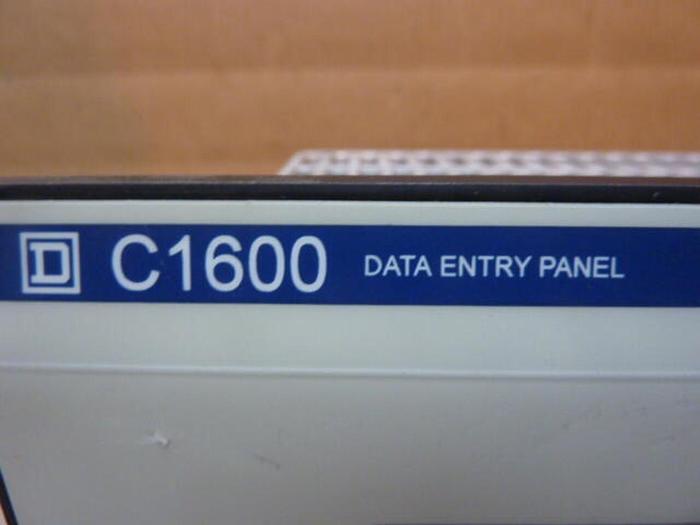 D C1600 DATA ENTRY PANEL